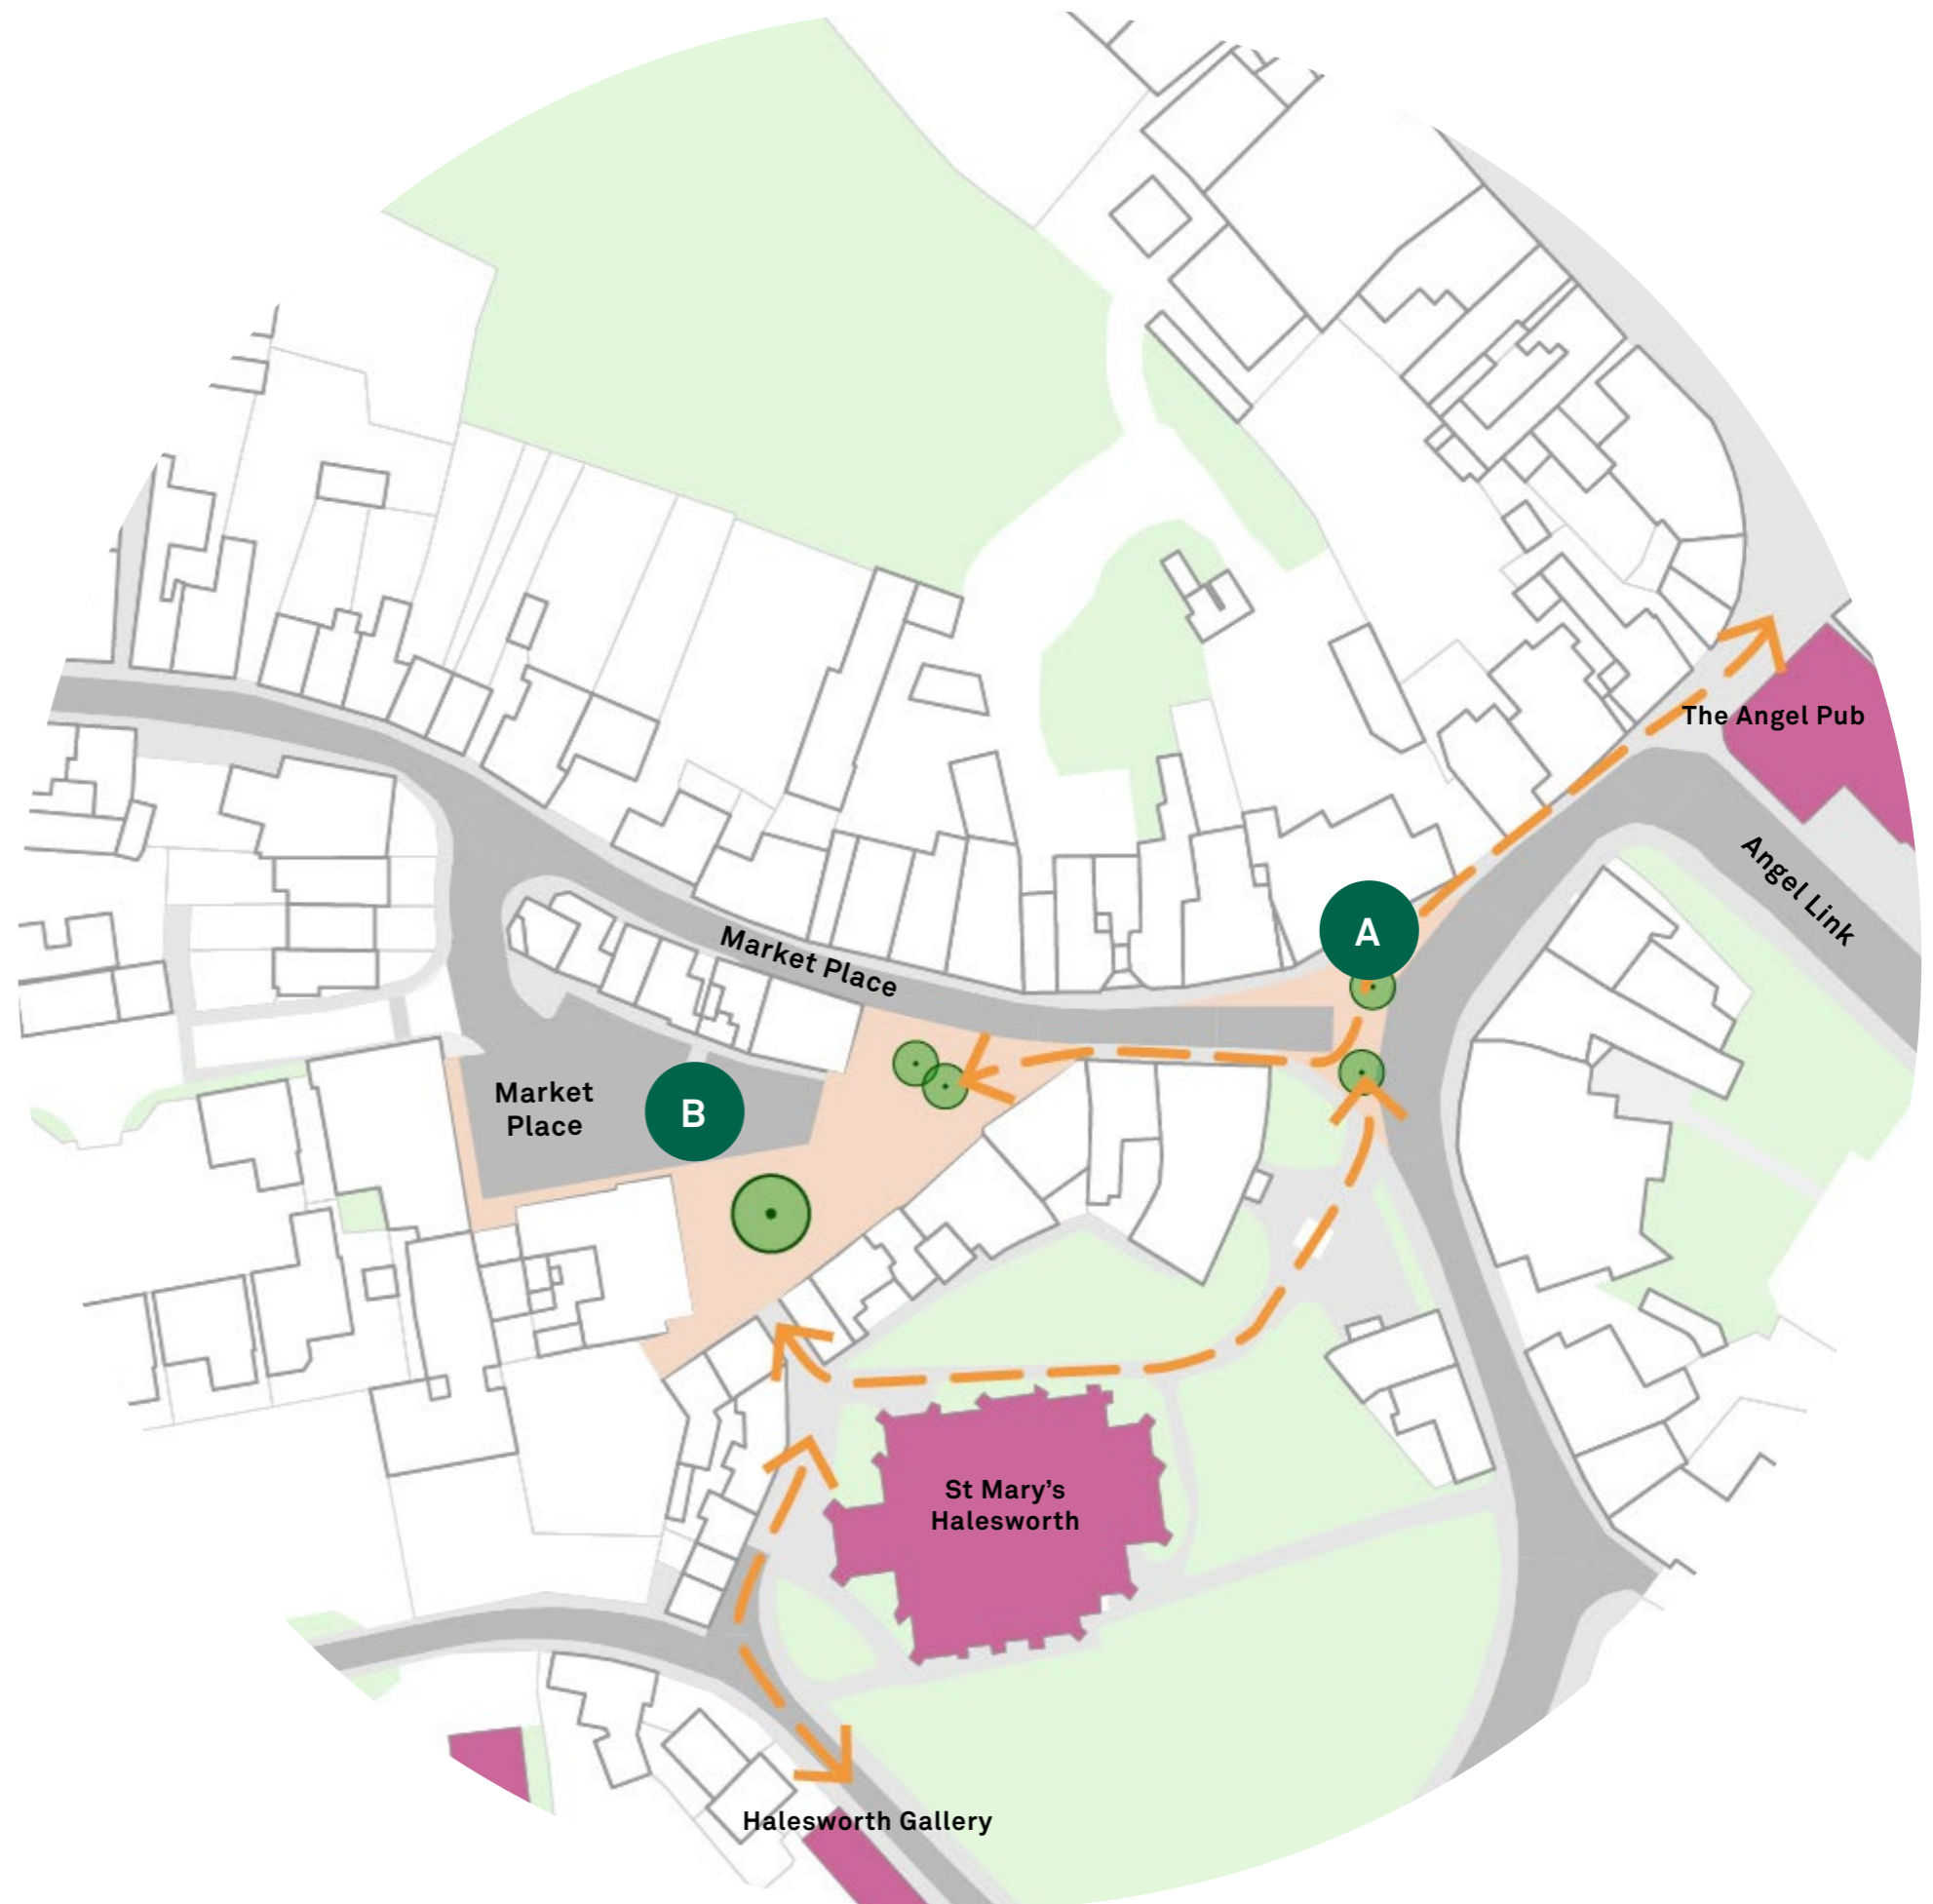 The Angel Pub
Angel Link
A
Market Place
Market
Place
B
St Mary’s
Halesworth
Halesworth Gallery